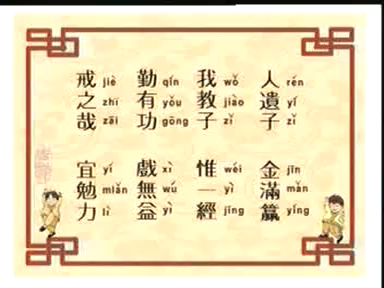 人遺子 rén yí zǐ
金滿籯 jīn mǎn yíng
我教子 wǒ jiào zǐ
惟一經 wéi yì jīng
勤有功 qín yǒu gōng
戲無益 xì wú yì
戒之哉 jiè zhī zāi
宜勉力 yí miǎn lì